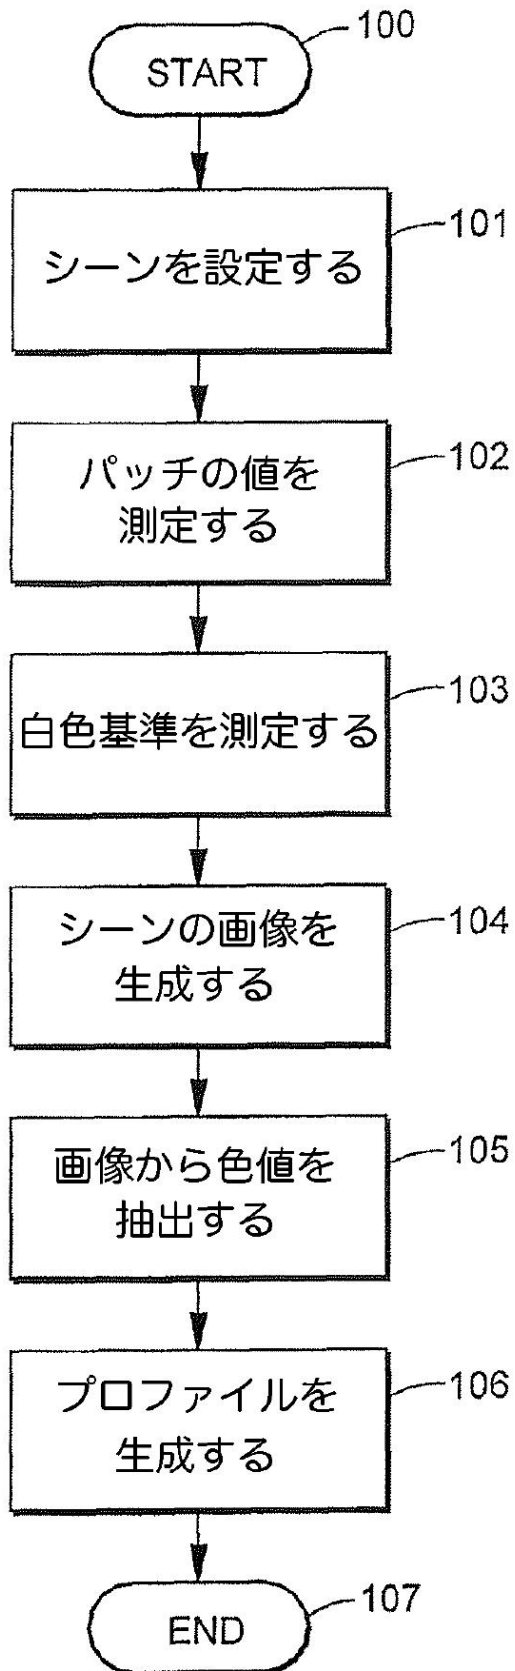 100
START
101
シーンを設定する
102
パッチの値を
測定する
103
白色基準を測定する
104
シーンの画像を
生成する
105
画像から色値を
抽出する
106
プロファイルを
生成する
107
END